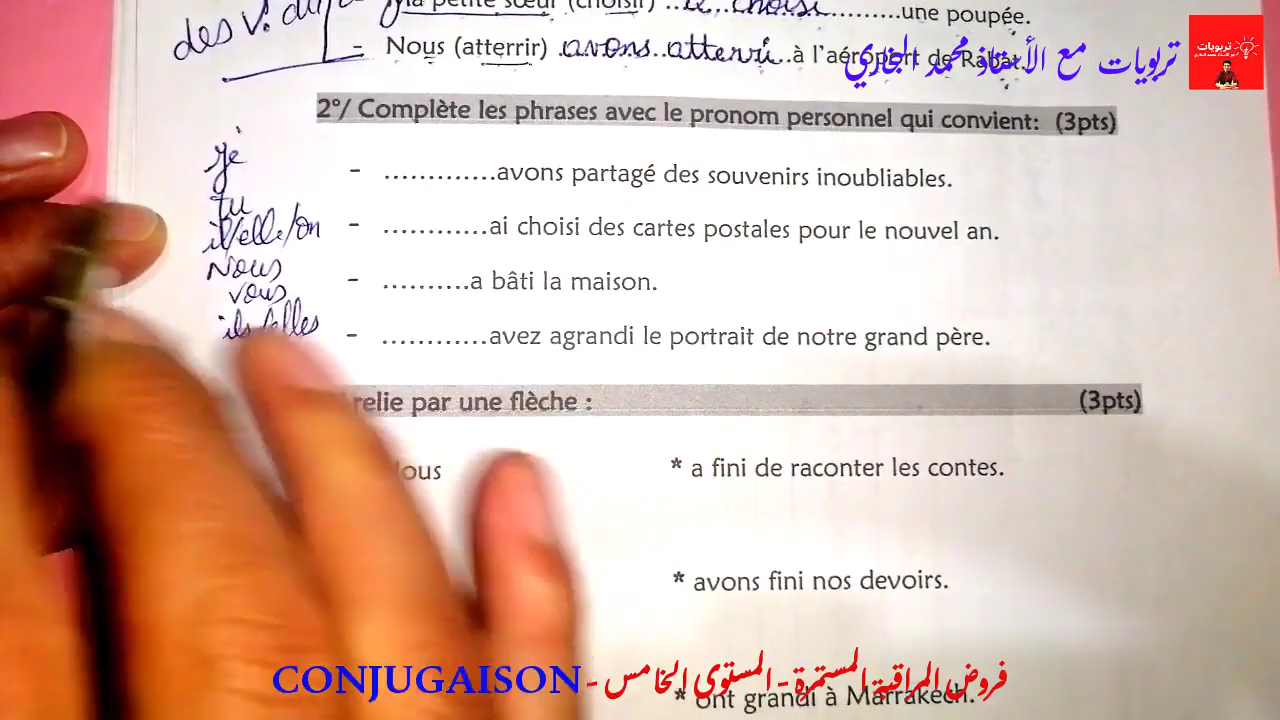 des v.
la petite sœur (choisir) ..a choisi..........une poupée.
= Nous (atterrir) avons atterri..à l'aéroport de Rabat.
تربويات مع الأستاذ محمد الجاري
تربويات
2°/ Complète les phrases avec le pronom personnel qui convient: (3pts)
je
tu
il/elle/on
Nous
vous
ils/elles
- .............avons partagé des souvenirs inoubliables.
- ............ai choisi des cartes postales pour le nouvel an.
- ..........a bâti la maison.
- ............avez agrandi le portrait de notre grand père.
relie par une flèche : (3pts)
* a fini de raconter les contes.
* avons fini nos devoirs.
* ont grandi à Marrakech.
CONJUGAISON - فروض المراقبة المستمرة - المستوى الخامس